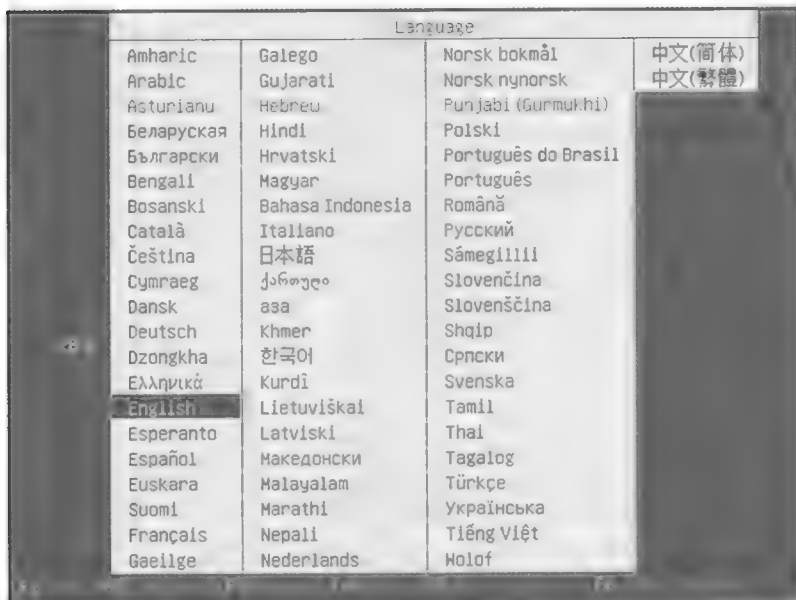 Language
Amharic
Arabic
Asturianu
Беларуская
Български
Bengali
Bosanski
Català
Čeština
Cymraeg
Dansk
Deutsch
Dzongkha
Ελληνικά
English
Esperanto
Español
Euskara
Suomi
Français
Gaeilge
Galego
Gujarati
Hebreu
Hindi
Hrvatski
Magyar
Bahasa Indonesia
Italiano
日本語
ქართული
аза
Khmer
한국어
Kurdî
Lietuviškai
Latviski
Македонски
Malayalam
Marathi
Nepali
Nederlands
Norsk bokmål
Norsk nynorsk
Punjabi (Gurmukhi)
Polski
Português do Brasil
Português
Română
Русский
Sámegillii
Slovenčina
Slovenščina
Shqip
Српски
Svenska
Tamil
Thai
Tagalog
Türkçe
Українська
Tiếng Việt
Wolof
中文(简体)
中文(繁體)